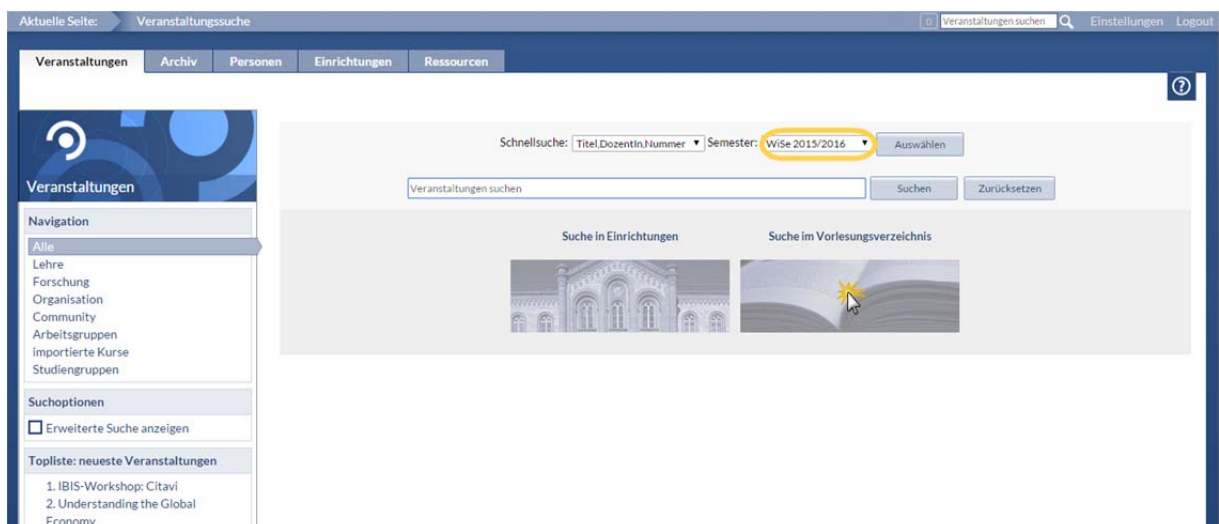 Aktuelle Seite: Veranstaltungssuche
0 Veranstaltungen suchen Einstellungen Logout
Veranstaltungen Archiv Personen Einrichtungen Ressourcen
?
Veranstaltungen
Schnellsuche: Titel,DozentIn,Nummer Semester: WiSe 2015/2016 Auswählen
Veranstaltungen suchen Suchen Zurücksetzen
Suche in Einrichtungen Suche im Vorlesungsverzeichnis
Navigation
Alle
Lehre
Forschung
Organisation
Community
Arbeitsgruppen
importierte Kurse
Studiengruppen
Suchoptionen
Erweiterte Suche anzeigen
Topliste: neueste Veranstaltungen
1. IBIS-Workshop: Citavi
2. Understanding the Global
Economy